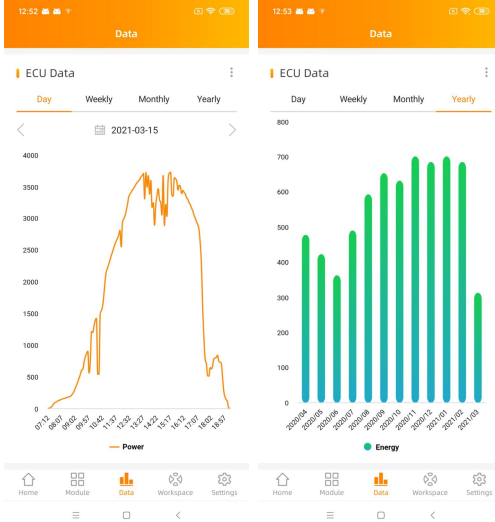 12:52
38
Data
ECU Data
Day Weekly Monthly Yearly
2021-03-15
4000
3500
3000
2500
2000
1500
1000
500
0
07:12 08:07 09:02 09:57 10:42 11:37 12:32 13:27 14:22 15:17 16:12 17:07 18:02 18:57
Power
Home Module Data Workspace Settings
12:53
Data
ECU Data
Day Weekly Monthly Yearly
800
700
600
500
400
300
200
100
0
2020/04 2020/05 2020/06 2020/07 2020/08 2020/09 2020/10 2020/11 2020/12 2021/01 2021/02 2021/03
Energy
Home Module Data Workspace Settings